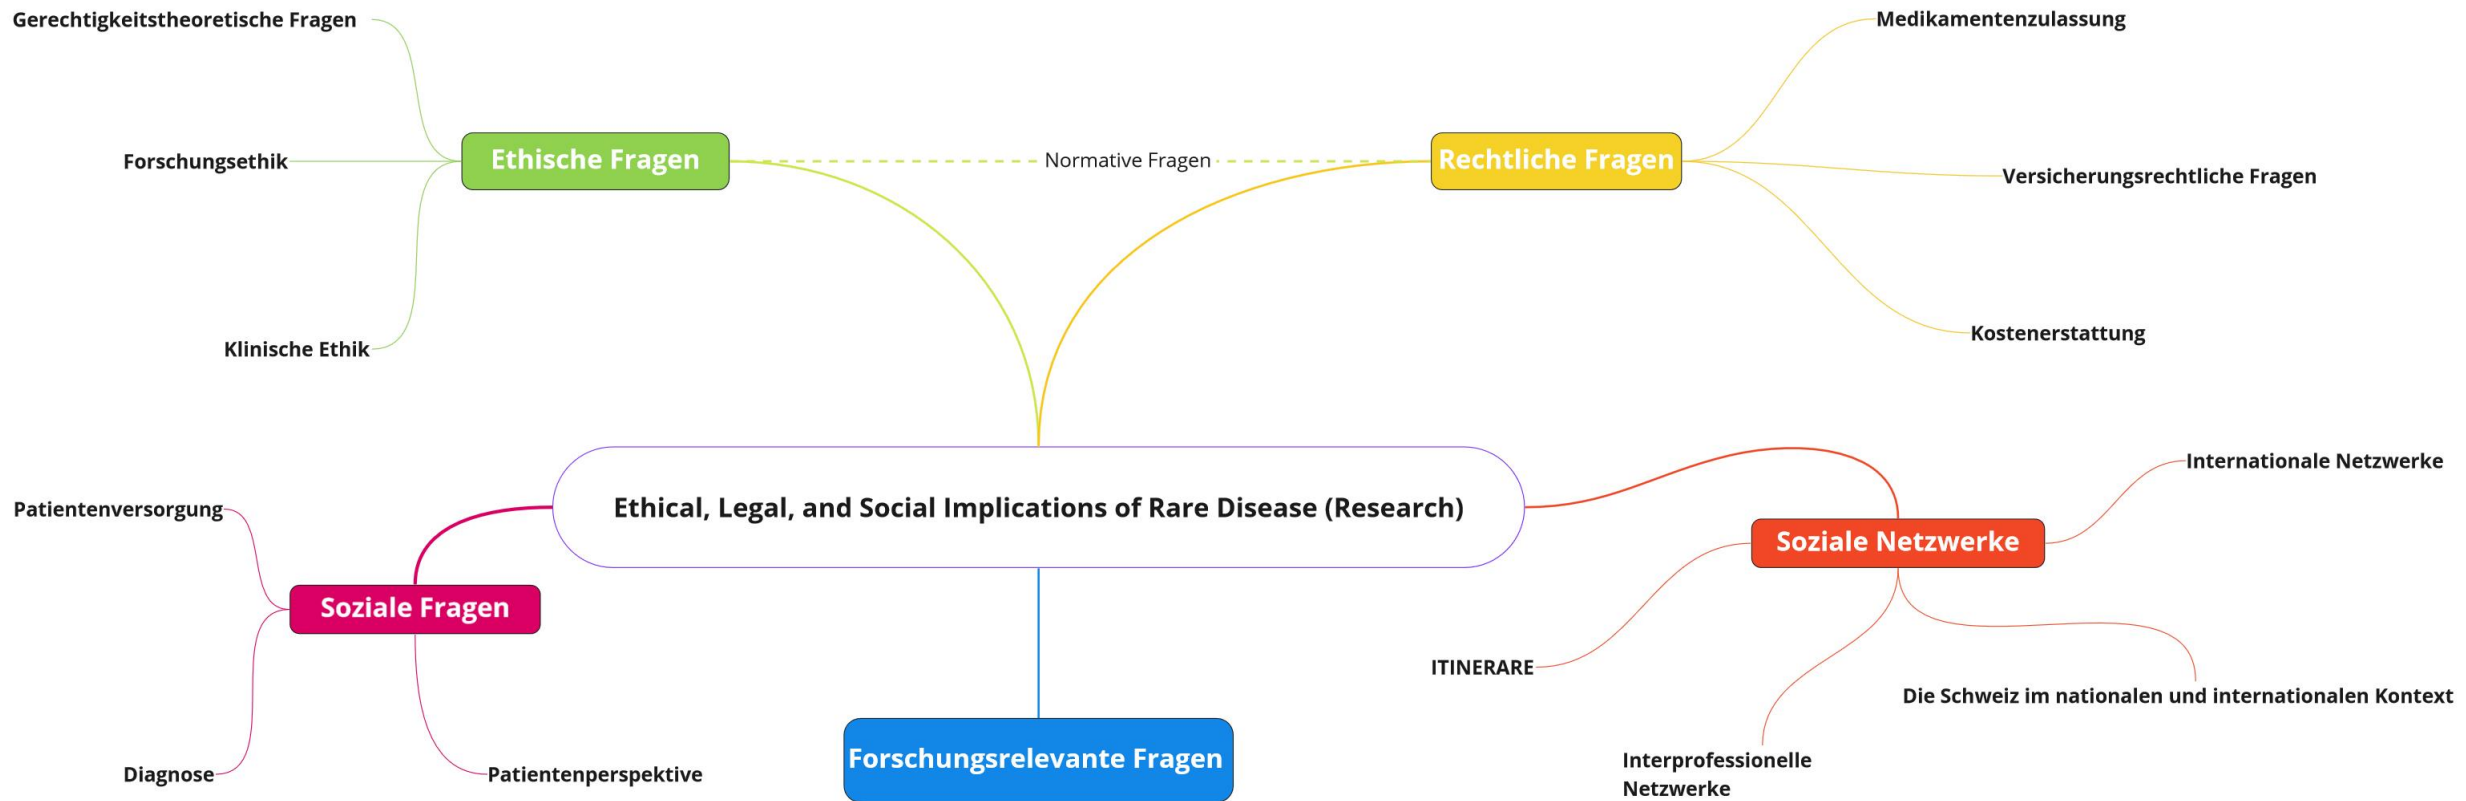 Gerechtigkeitstheoretische Fragen
Forschungsethik
Klinische Ethik
Ethische Fragen
Normative Fragen
Rechtliche Fragen
Medikamentenzulassung
Versicherungsrechtliche Fragen
Kostenerstattung
Ethical, Legal, and Social Implications of Rare Disease (Research)
Patientenversorgung
Soziale Fragen
Diagnose
Patientenperspektive
Forschungsrelevante Fragen
Soziale Netzwerke
Internationale Netzwerke
ITINERARE
Die Schweiz im nationalen und internationalen Kontext
Interprofessionelle
Netzwerke